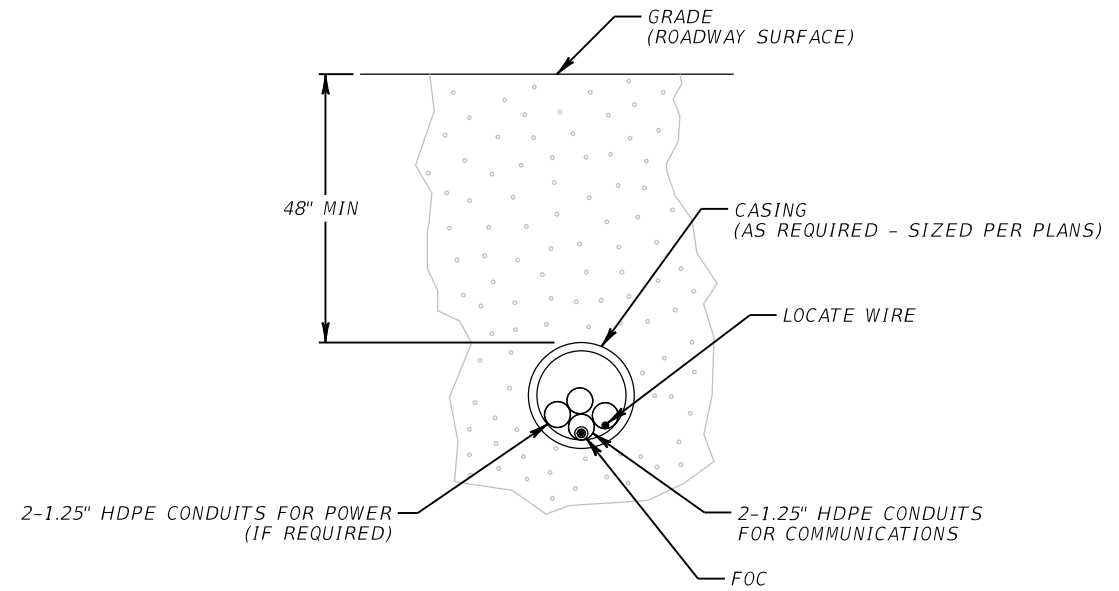 GRADE
(ROADWAY SURFACE)
48" MIN
CASING
(AS REQUIRED - SIZED PER PLANS)
LOCATE WIRE
2-1.25" HDPE CONDUITS FOR POWER
(IF REQUIRED)
2-1.25" HDPE CONDUITS
FOR COMMUNICATIONS
FOC